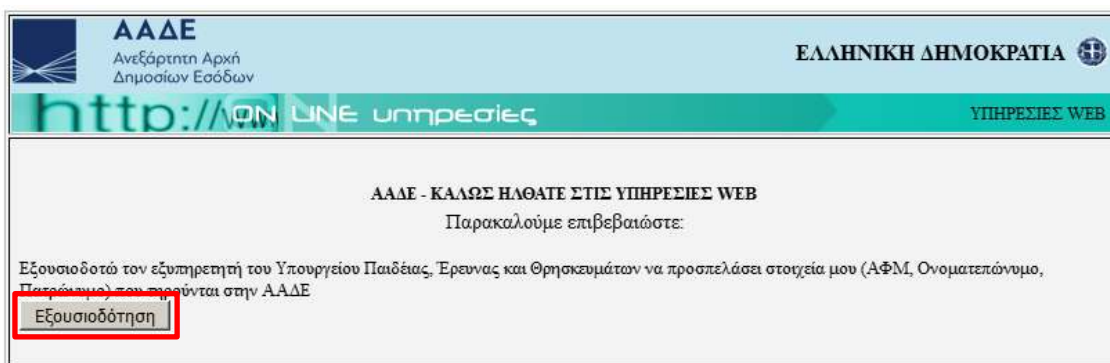 ΑΑΔΕ
Ανεξάρτητη Αρχή
Δημοσίων Εσόδων
ΕΛΛΗΝΙΚΗ ΔΗΜΟΚΡΑΤΙΑ
http://
ON LINE υπηρεσίες
ΥΠΗΡΕΣΙΕΣ WEB
ΑΑΔΕ - ΚΑΛΩΣ ΗΛΘΑΤΕ ΣΤΙΣ ΥΠΗΡΕΣΙΕΣ WEB
Παρακαλούμε επιβεβαιώστε:
Εξουσιοδοτώ τον εξυπηρετητή του Υπουργείου Παιδέιας, Έρευνας και Θρησκευμάτων να προσπελάσει στοιχεία μου (ΑΦΜ, Ονοματεπώνυμο,
Πατρώνυμο) που τηρούνται στην ΑΑΔΕ
Εξουσιοδότηση